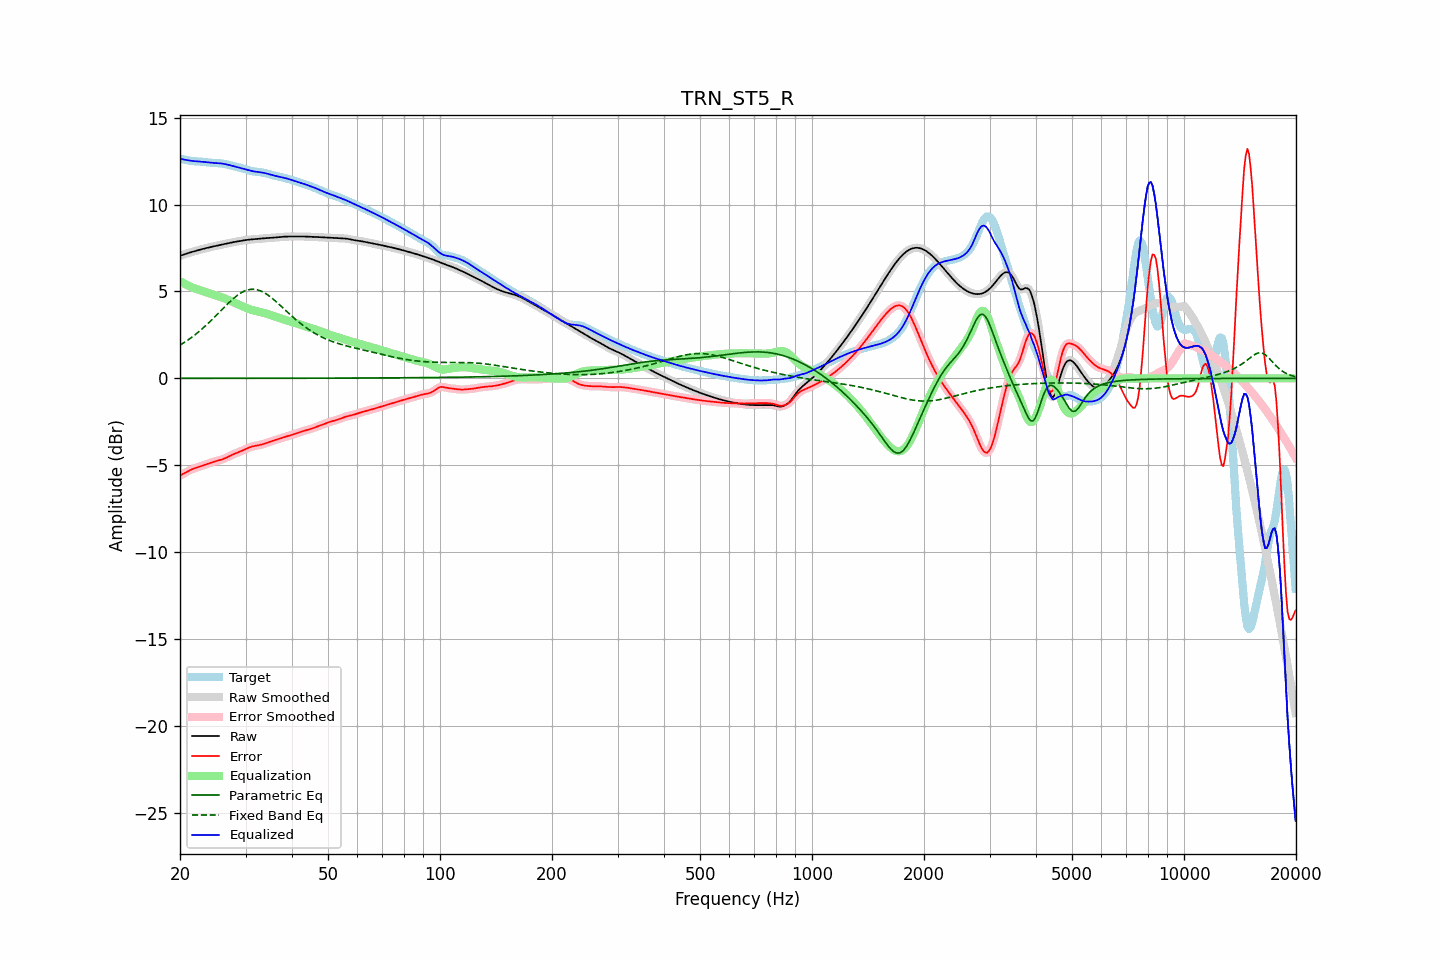 TRN_ST5_R
Amplitude (dBr)
15
10
5
0
−5
−10
−15
−20
−25
Target
Raw Smoothed
Error Smoothed
Raw
Error
Equalization
Parametric Eq
Fixed Band Eq
Equalized
20 50 100 200 500 1000 2000 5000 10000 20000
Frequency (Hz)